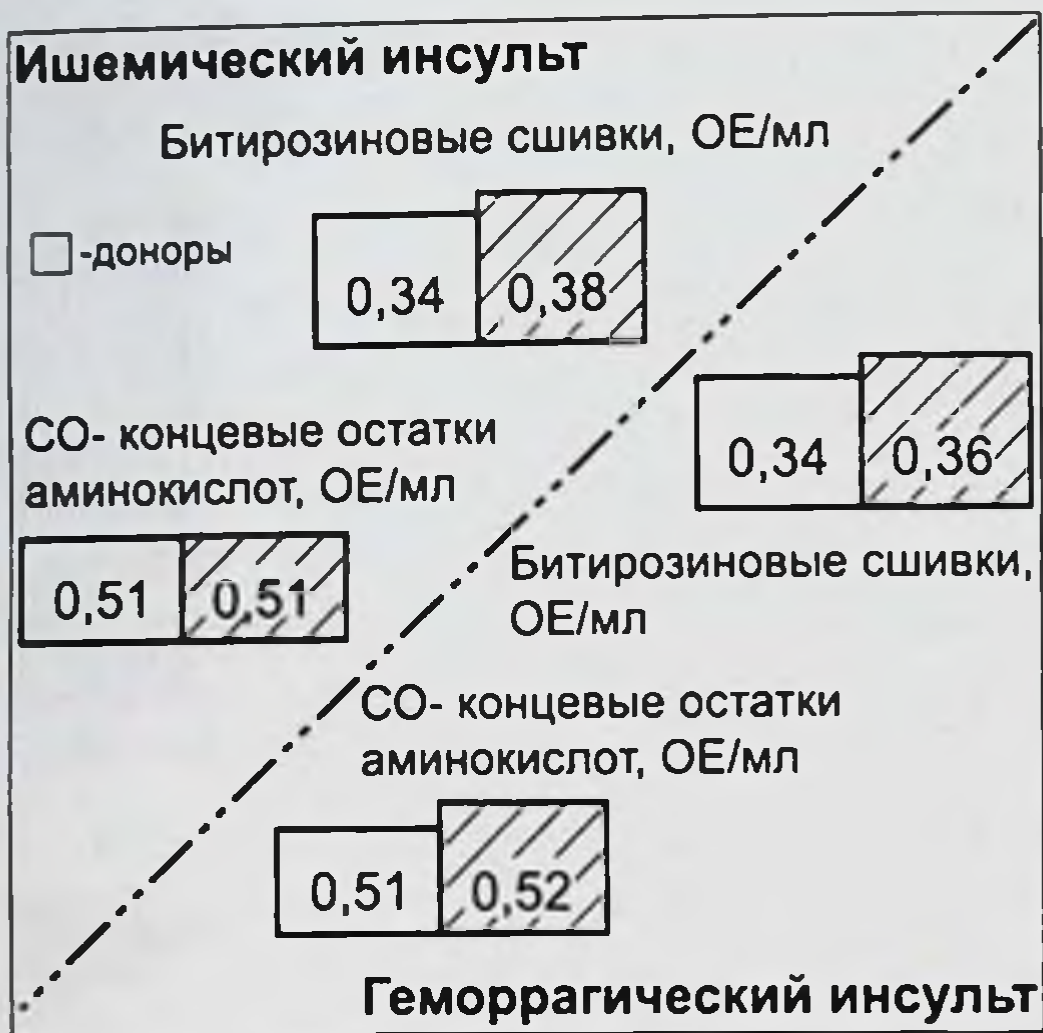 Ишемический инсульт
Битирозиновые сшивки, ОЕ/мл
-доноры
0,34 0,38
СО- концевые остатки
аминокислот, ОЕ/мл
0,51 0,51
0,34 0,36
Битирозиновые сшивки,
ОЕ/мл
СО- концевые остатки
аминокислот, ОЕ/мл
0,51 0,52
Геморрагический инсульт